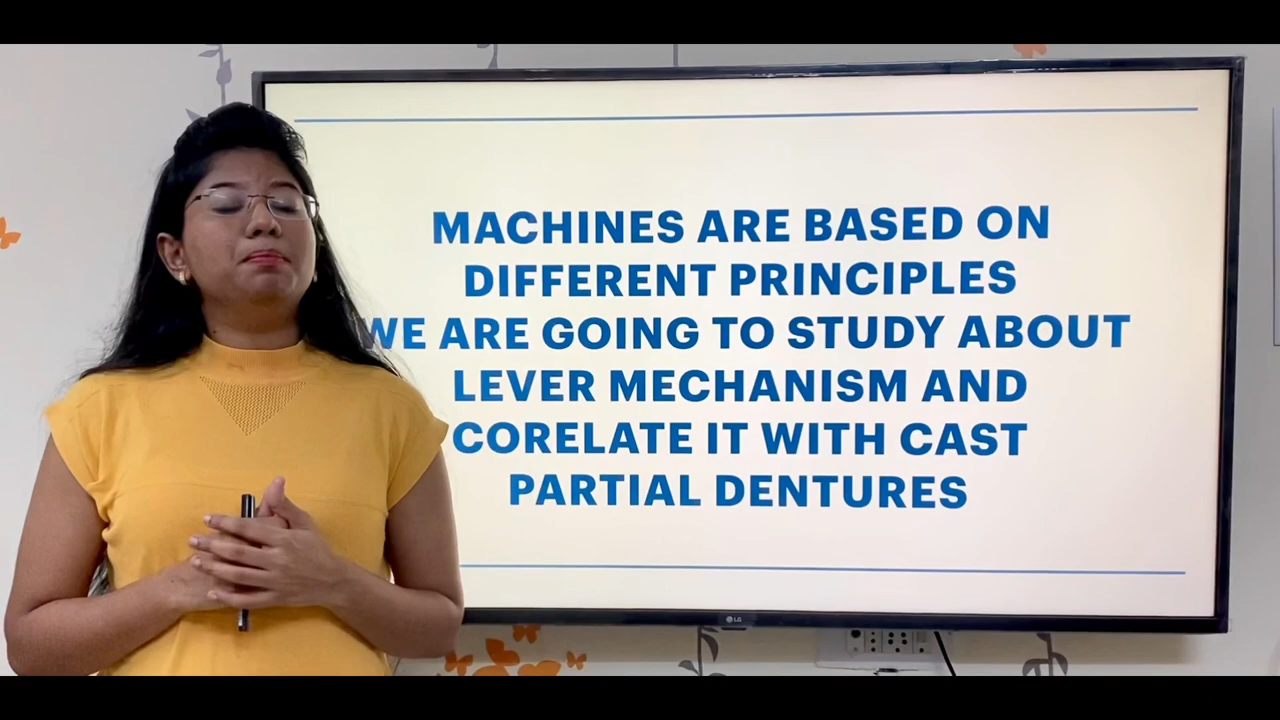 MACHINES ARE BASED ON
DIFFERENT PRINCIPLES
WE ARE GOING TO STUDY ABOUT
LEVER MECHANISM AND
CORELATE IT WITH CAST
PARTIAL DENTURES
LG